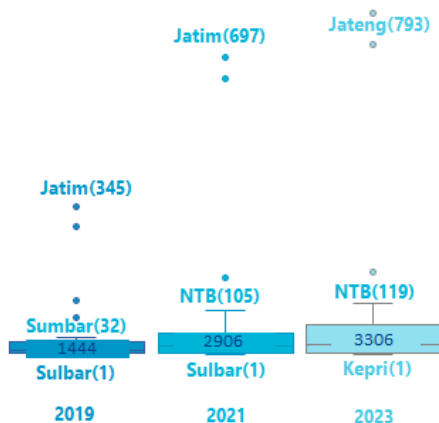 Jateng(793)
Jatim(697)
Jatim(345)
NTB(105)
NTB(119)
Sumbar(32)
1444
2906
3306
Sulbar(1)
Sulbar(1)
Kepri(1)
2019
2021
2023